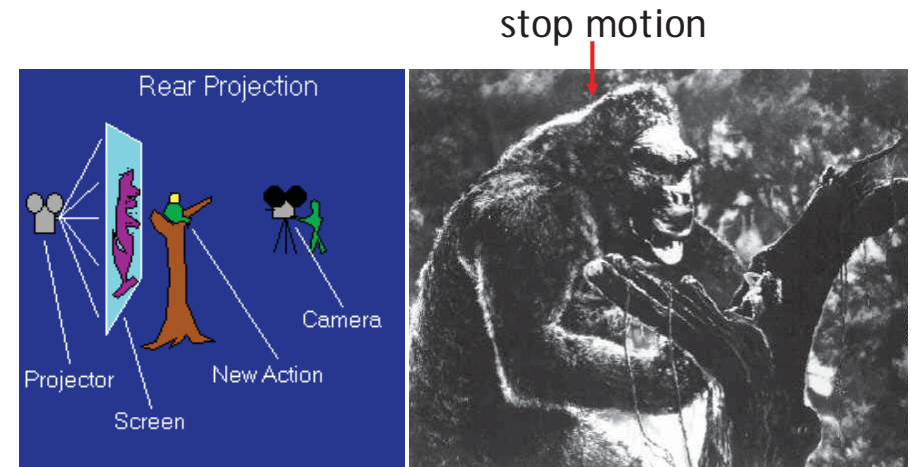 stop motion
Rear Projection
Camera
Projector
New Action
Screen